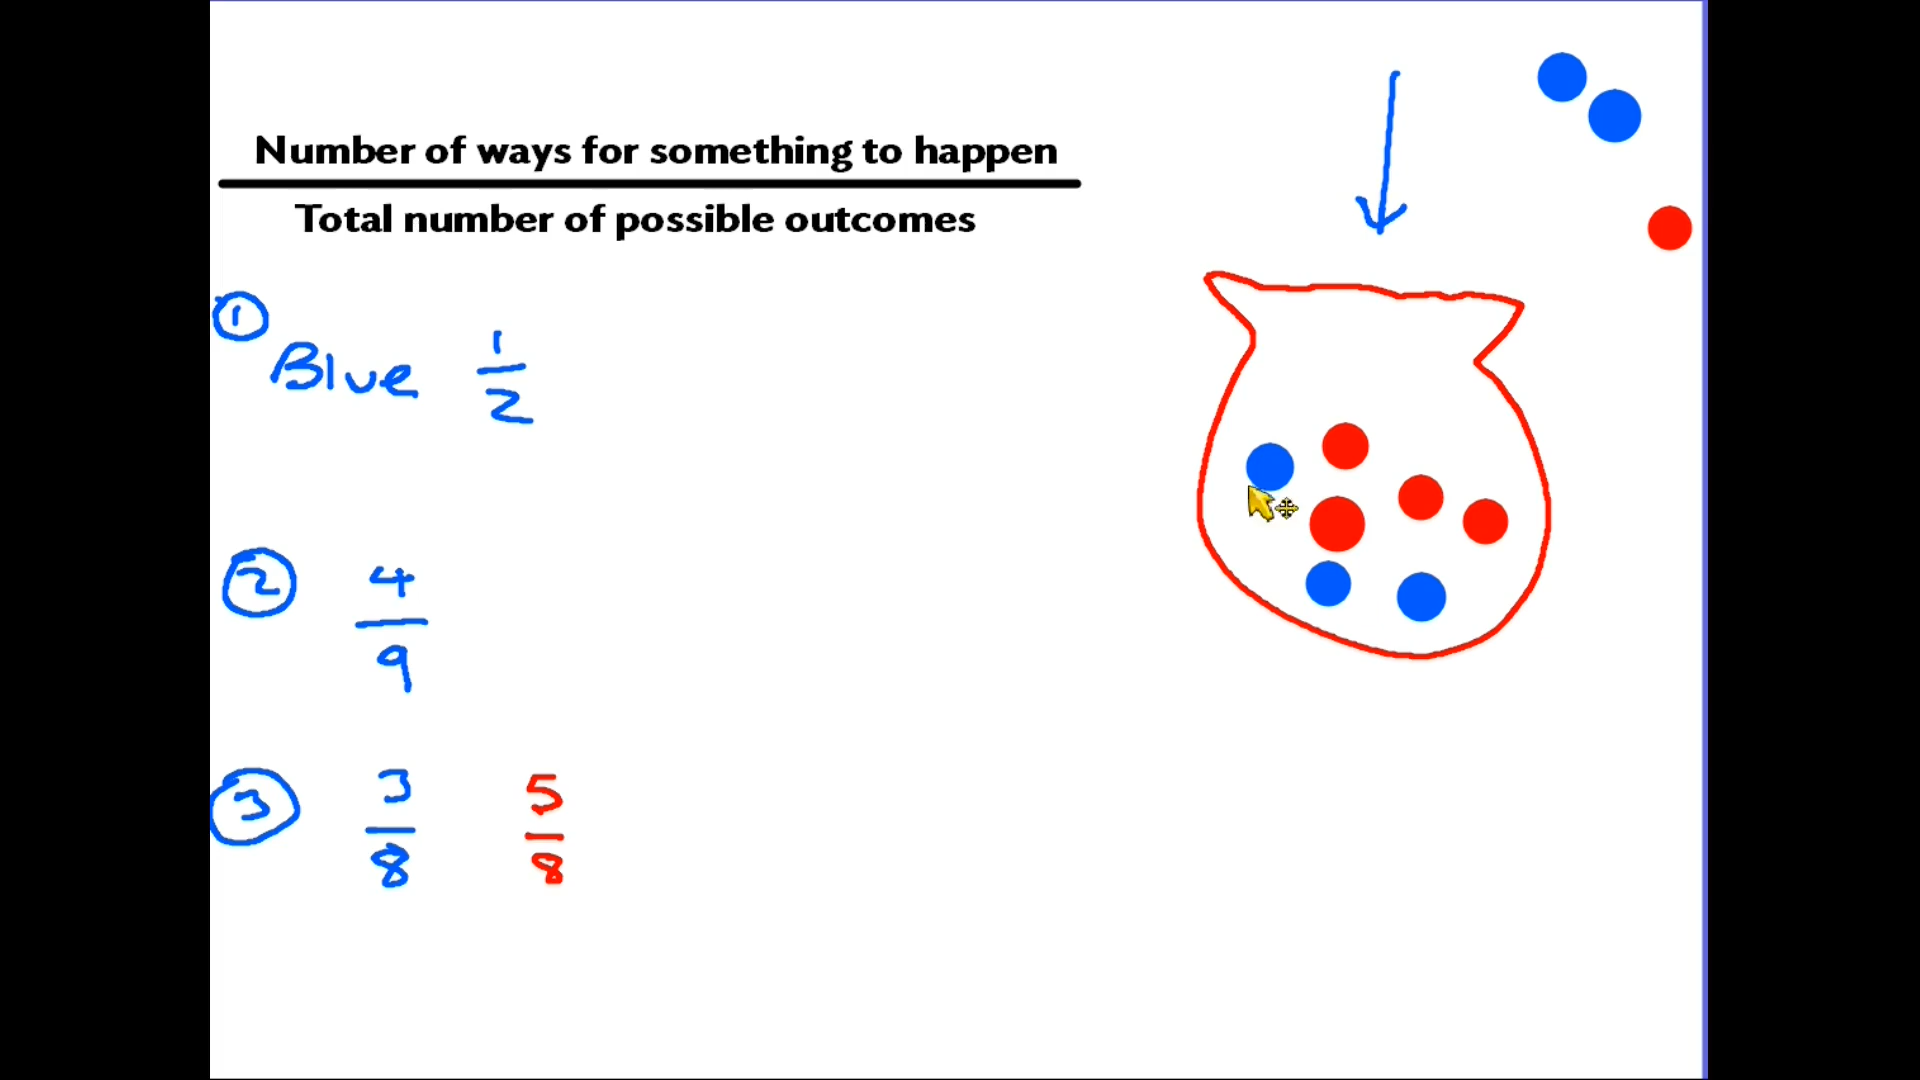 Number of ways for something to happen
Total number of possible outcomes
1
Blue 1/2
2 4/9
3 3/8 5/8